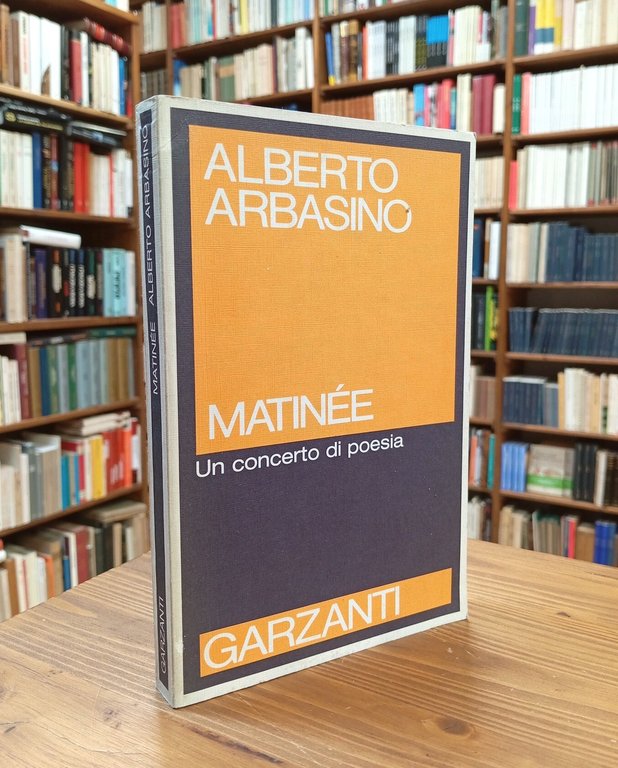 ALBERTO
ARBASINO
MATINÉE
Un concerto di poesia
GARZANTI
MATINÉE ALBERTO ARBASINO
GARZANTI